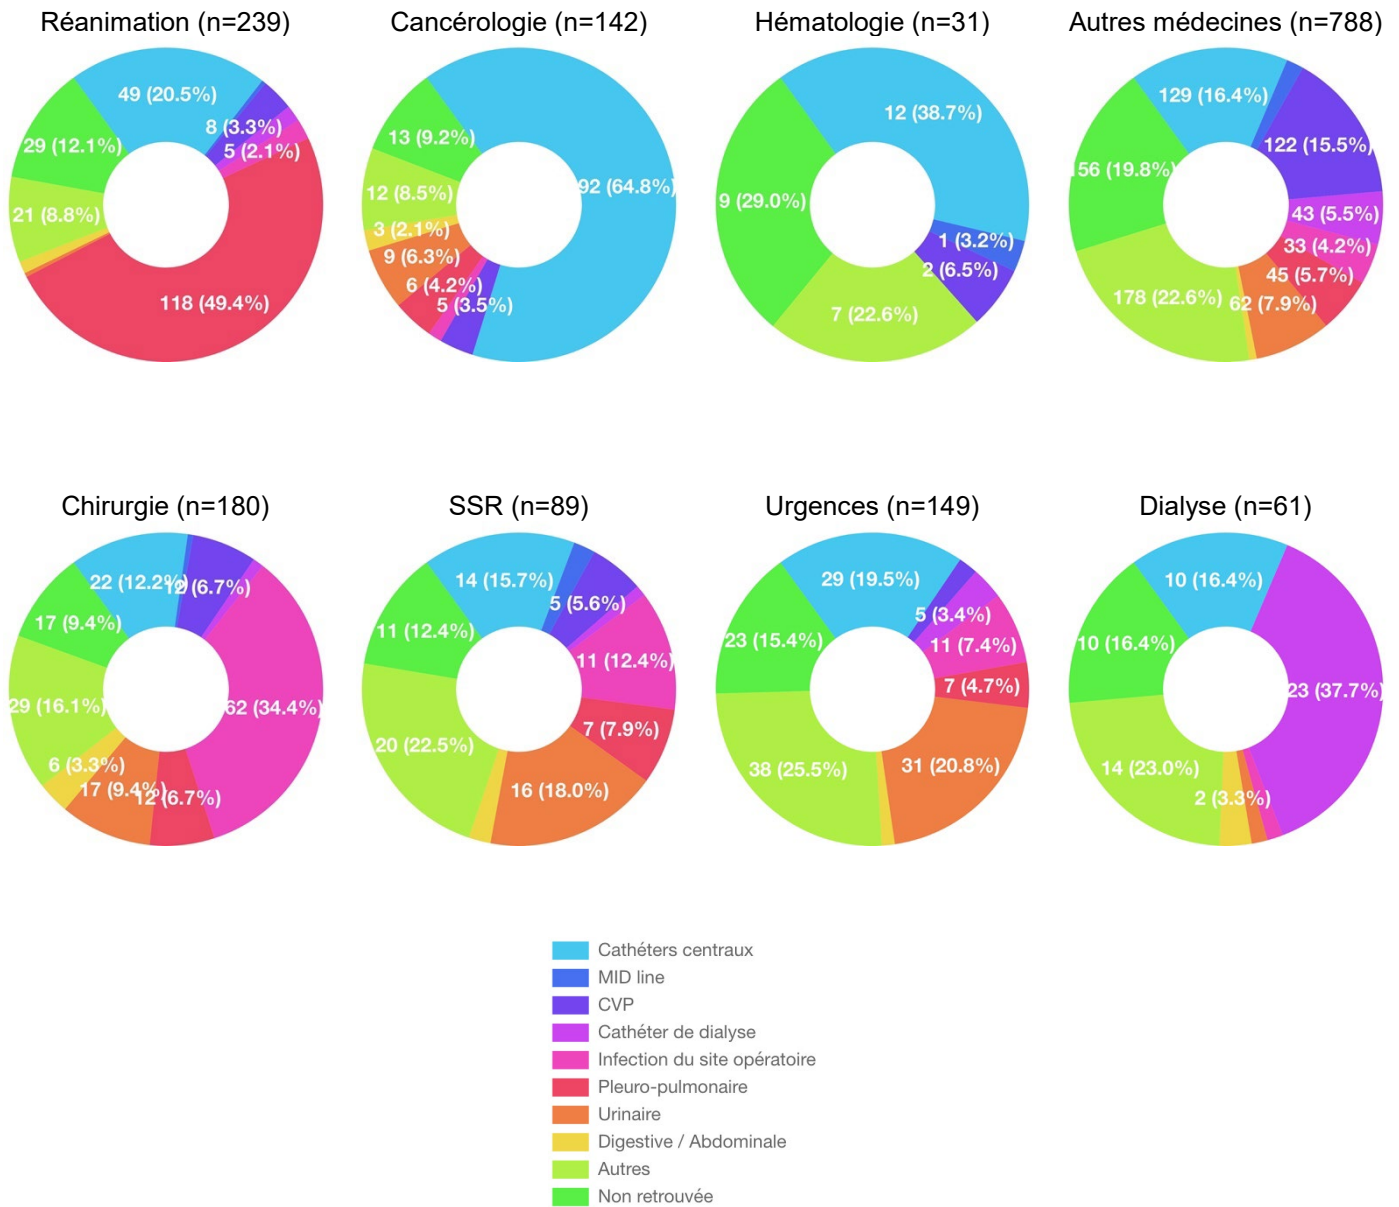 Réanimation (n=239)
49 (20.5%)
8 (3.3%)
5 (2.1%)
118 (49.4%)
21 (8.8%)
29 (12.1%)
Cancérologie (n=142)
92 (64.8%)
5 (3.5%)
6 (4.2%)
9 (6.3%)
3 (2.1%)
12 (8.5%)
13 (9.2%)
Hématologie (n=31)
12 (38.7%)
1 (3.2%)
2 (6.5%)
7 (22.6%)
9 (29.0%)
Autres médecines (n=788)
129 (16.4%)
122 (15.5%)
43 (5.5%)
33 (4.2%)
45 (5.7%)
62 (7.9%)
178 (22.6%)
156 (19.8%)
Chirurgie (n=180)
22 (12.2%)
12 (6.7%)
62 (34.4%)
12 (6.7%)
17 (9.4%)
6 (3.3%)
29 (16.1%)
17 (9.4%)
SSR (n=89)
14 (15.7%)
5 (5.6%)
11 (12.4%)
7 (7.9%)
16 (18.0%)
20 (22.5%)
11 (12.4%)
Urgences (n=149)
29 (19.5%)
5 (3.4%)
11 (7.4%)
7 (4.7%)
31 (20.8%)
38 (25.5%)
23 (15.4%)
Dialyse (n=61)
10 (16.4%)
23 (37.7%)
2 (3.3%)
14 (23.0%)
10 (16.4%)
Cathéters centraux
MID line
CVP
Cathéter de dialyse
Infection du site opératoire
Pleuro-pulmonaire
Urinaire
Digestive / Abdominale
Autres
Non retrouvée